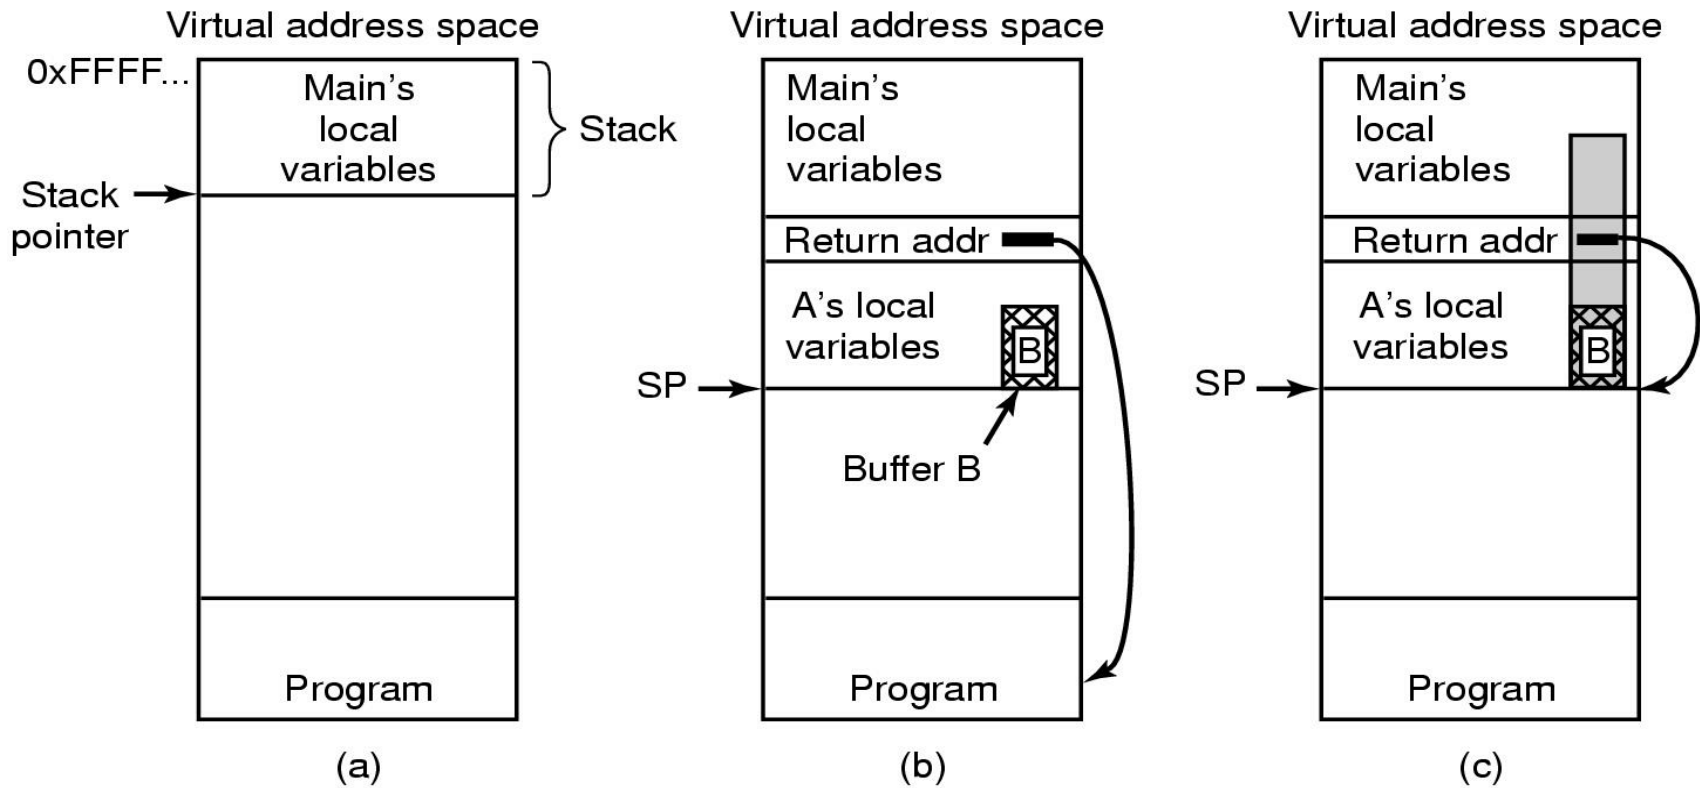 Virtual address space
0xFFFF...
Main's
local
variables
Stack
Stack
pointer
Program
(a)
Virtual address space
Main's
local
variables
Return addr
A's local
variables
B
SP
Buffer B
Program
(b)
Virtual address space
Main's
local
variables
Return addr
A's local
variables
B
SP
Program
(c)